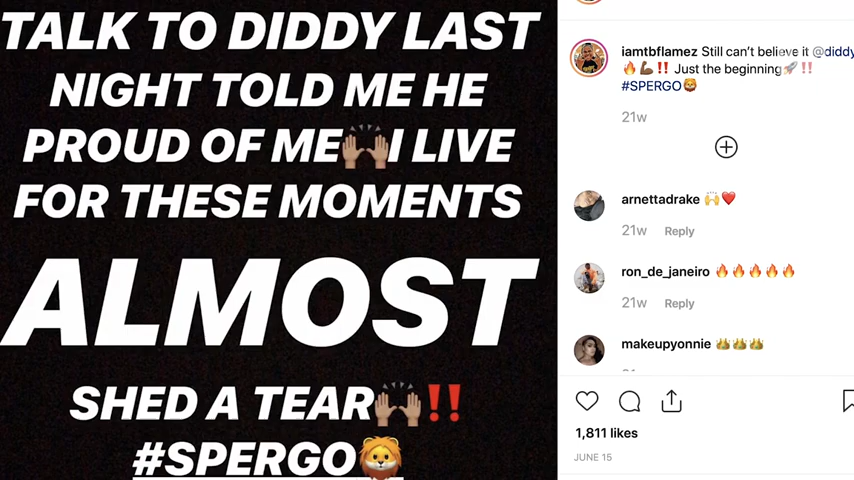 TALK TO DIDDY LAST
NIGHT TOLD ME HE
PROUD OF ME🙌🏽I LIVE
FOR THESE MOMENTS
ALMOST
SHED A TEAR🙌🏽‼️
#SPERGO🦁
iamtbflamez Still can't believe it @diddy
🔥💪🏾‼️ Just the beginning🚀‼️
#SPERGO🦁
21w
arnettadrake 🙌❤️
21w Reply
ron_de_janeiro 🔥🔥🔥🔥🔥
21w Reply
makeupyonnie 👑👑👑
1,811 likes
JUNE 15